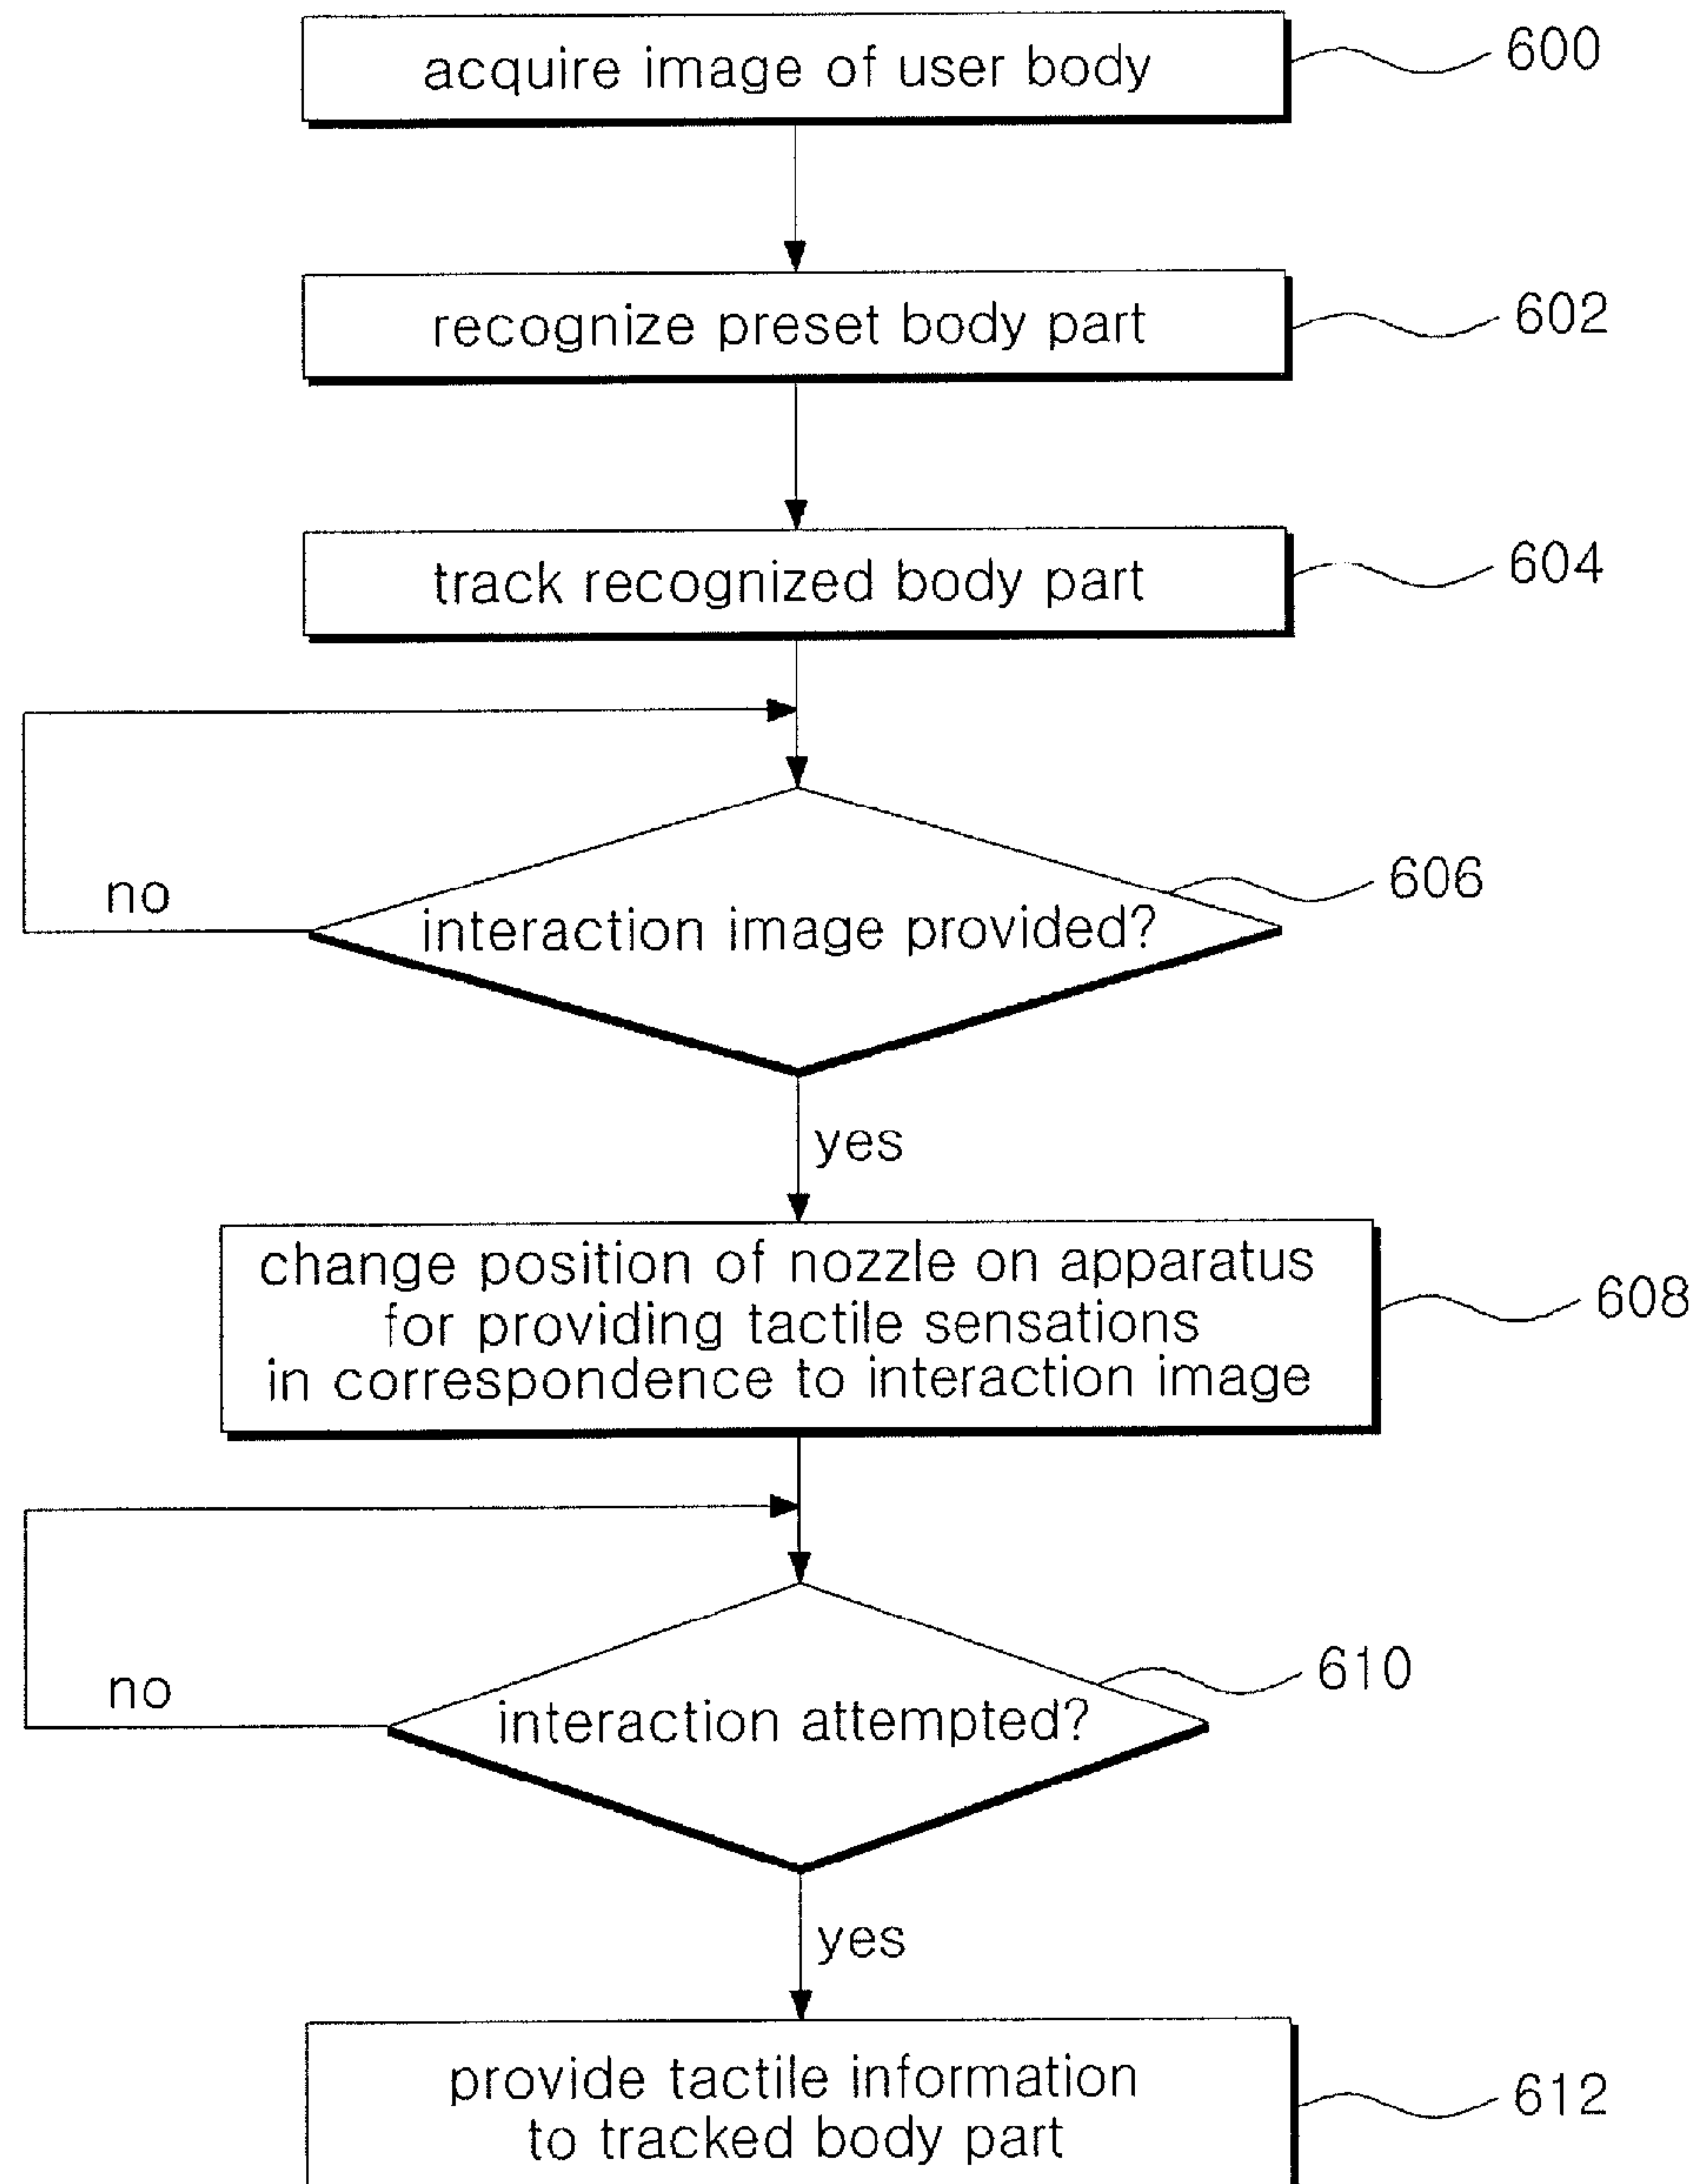 acquire image of user body
600
recognize preset body part
602
track recognized body part
604
no
interaction image provided?
606
yes
change position of nozzle on apparatus
for providing tactile sensations
in correspondence to interaction image
608
no
interaction attempted?
610
yes
provide tactile information
to tracked body part
612